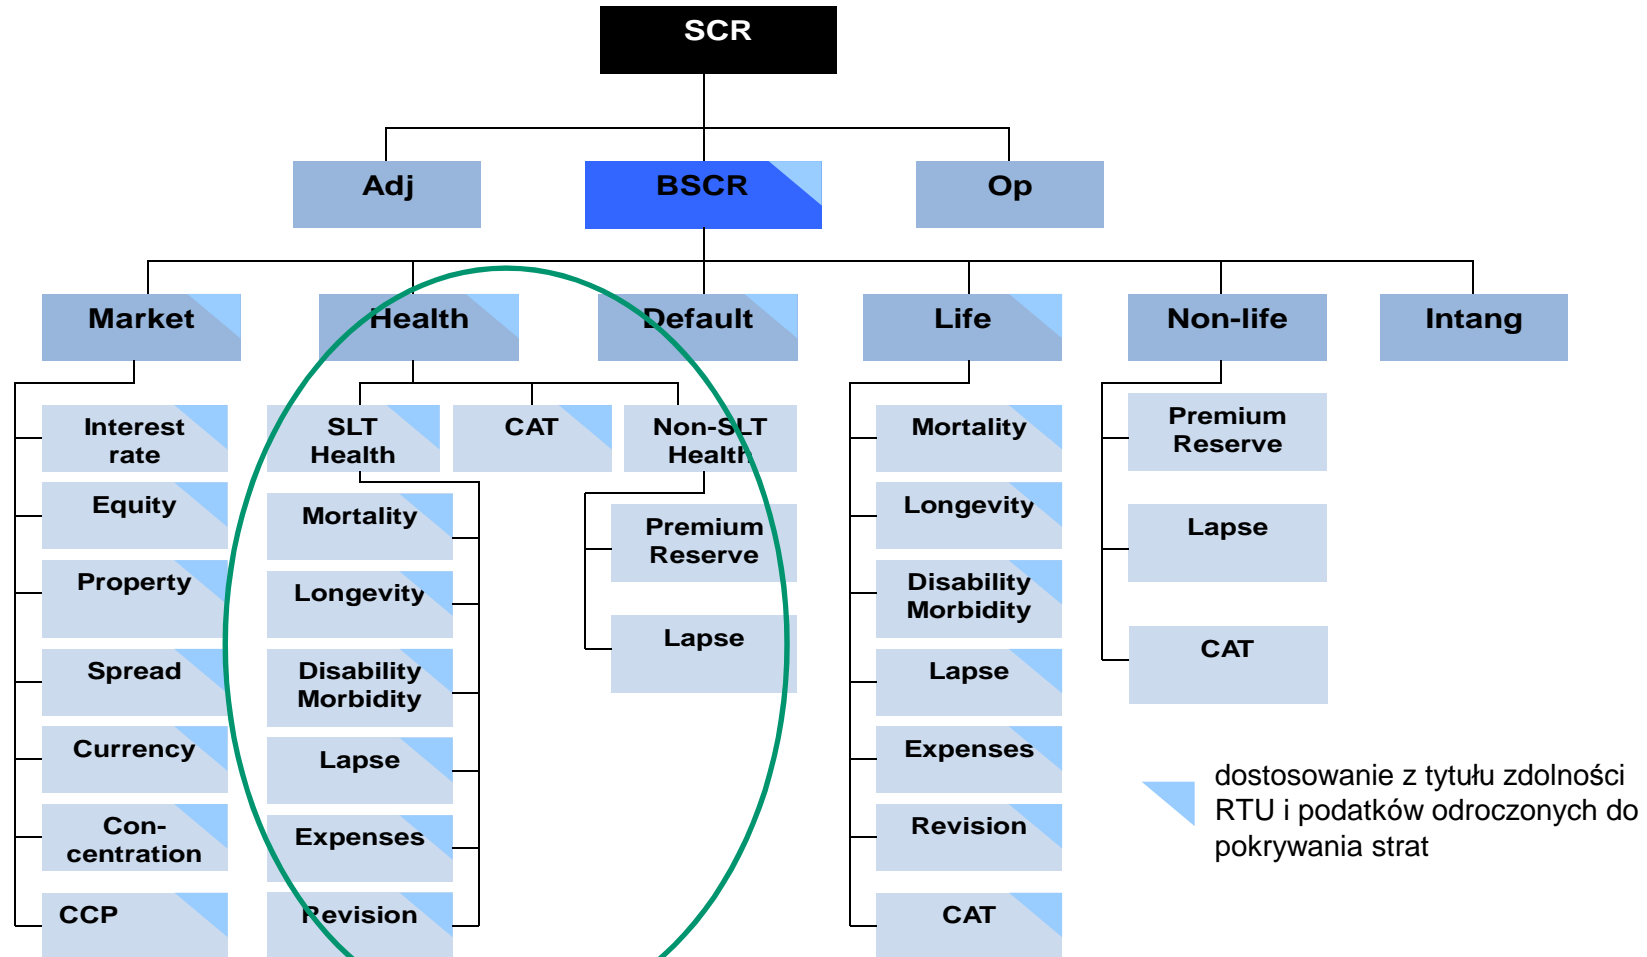 SCR
Adj
BSCR
Op
Market
Health
Default
Life
Non-life
Intang
Interest
rate
Equity
Property
Spread
Currency
Con-
centration
CCP
SLT
Health
Mortality
Longevity
Disability
Morbidity
Lapse
Expenses
Revision
CAT
Non-SLT
Health
Premium
Reserve
Lapse
Mortality
Longevity
Disability
Morbidity
Lapse
Expenses
Revision
CAT
Premium
Reserve
Lapse
CAT
dostosowanie z tytułu zdolności
RTU i podatków odroczonych do
pokrywania strat